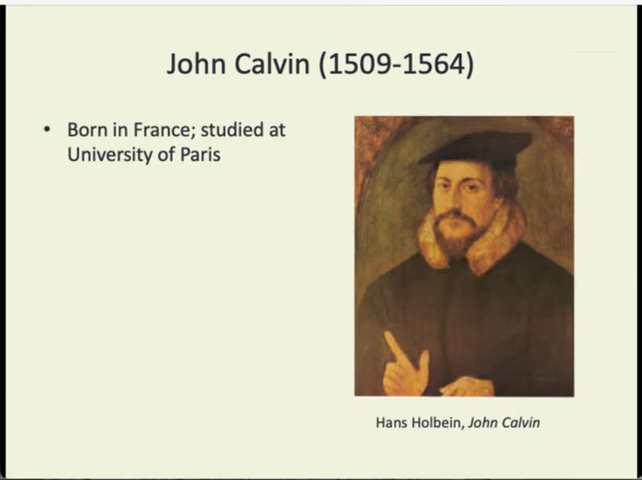 John Calvin (1509-1564)
• Born in France; studied at
University of Paris
Hans Holbein, John Calvin